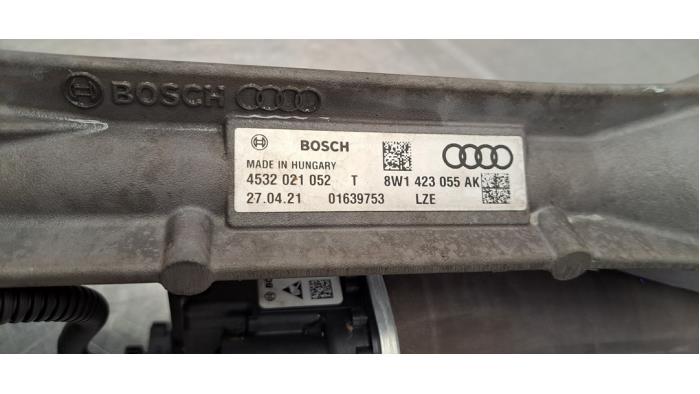 BOSCH
BOSCH
MADE IN HUNGARY
4532 021 052 T 8W1 423 055 AK
27.04.21 01639753 LZE